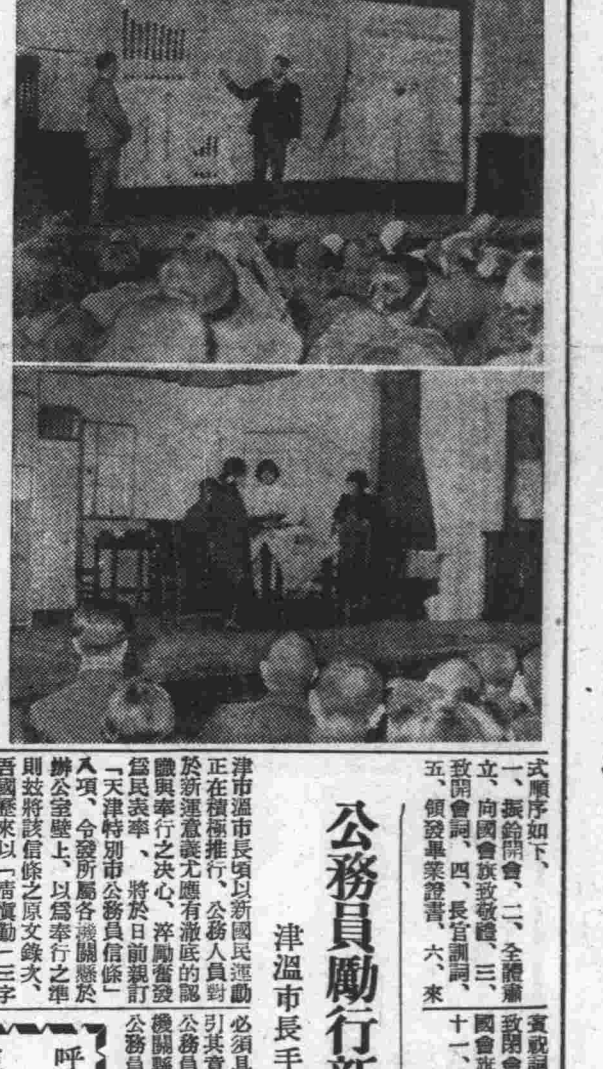 式順序如下、
一、振鈴開會、二、全體肅
立、向國會旗致敬禮、三、
致開會詞、四、長官訓詞、
五、領發畢業證書、六、來
賓祝詞
致閉會
國會旗
十一、
公務員勵行新
津溫市長手
津市溫市長頃以新國民運動
正在積極推行、公務人員對
於新運意義尤應有澈底的認
識與奉行之决心、淬勵奮發
爲民表率、將於日前親訂
「天津特別市公務員信條」
八項、令發所屬各機關懸於
辦公室壁上、以爲奉行之準
則玆將該信條之原文錄次、
吾國歷來以「淸愼勤」三字
必須具
引其意
公務員
機關
公務員
呼